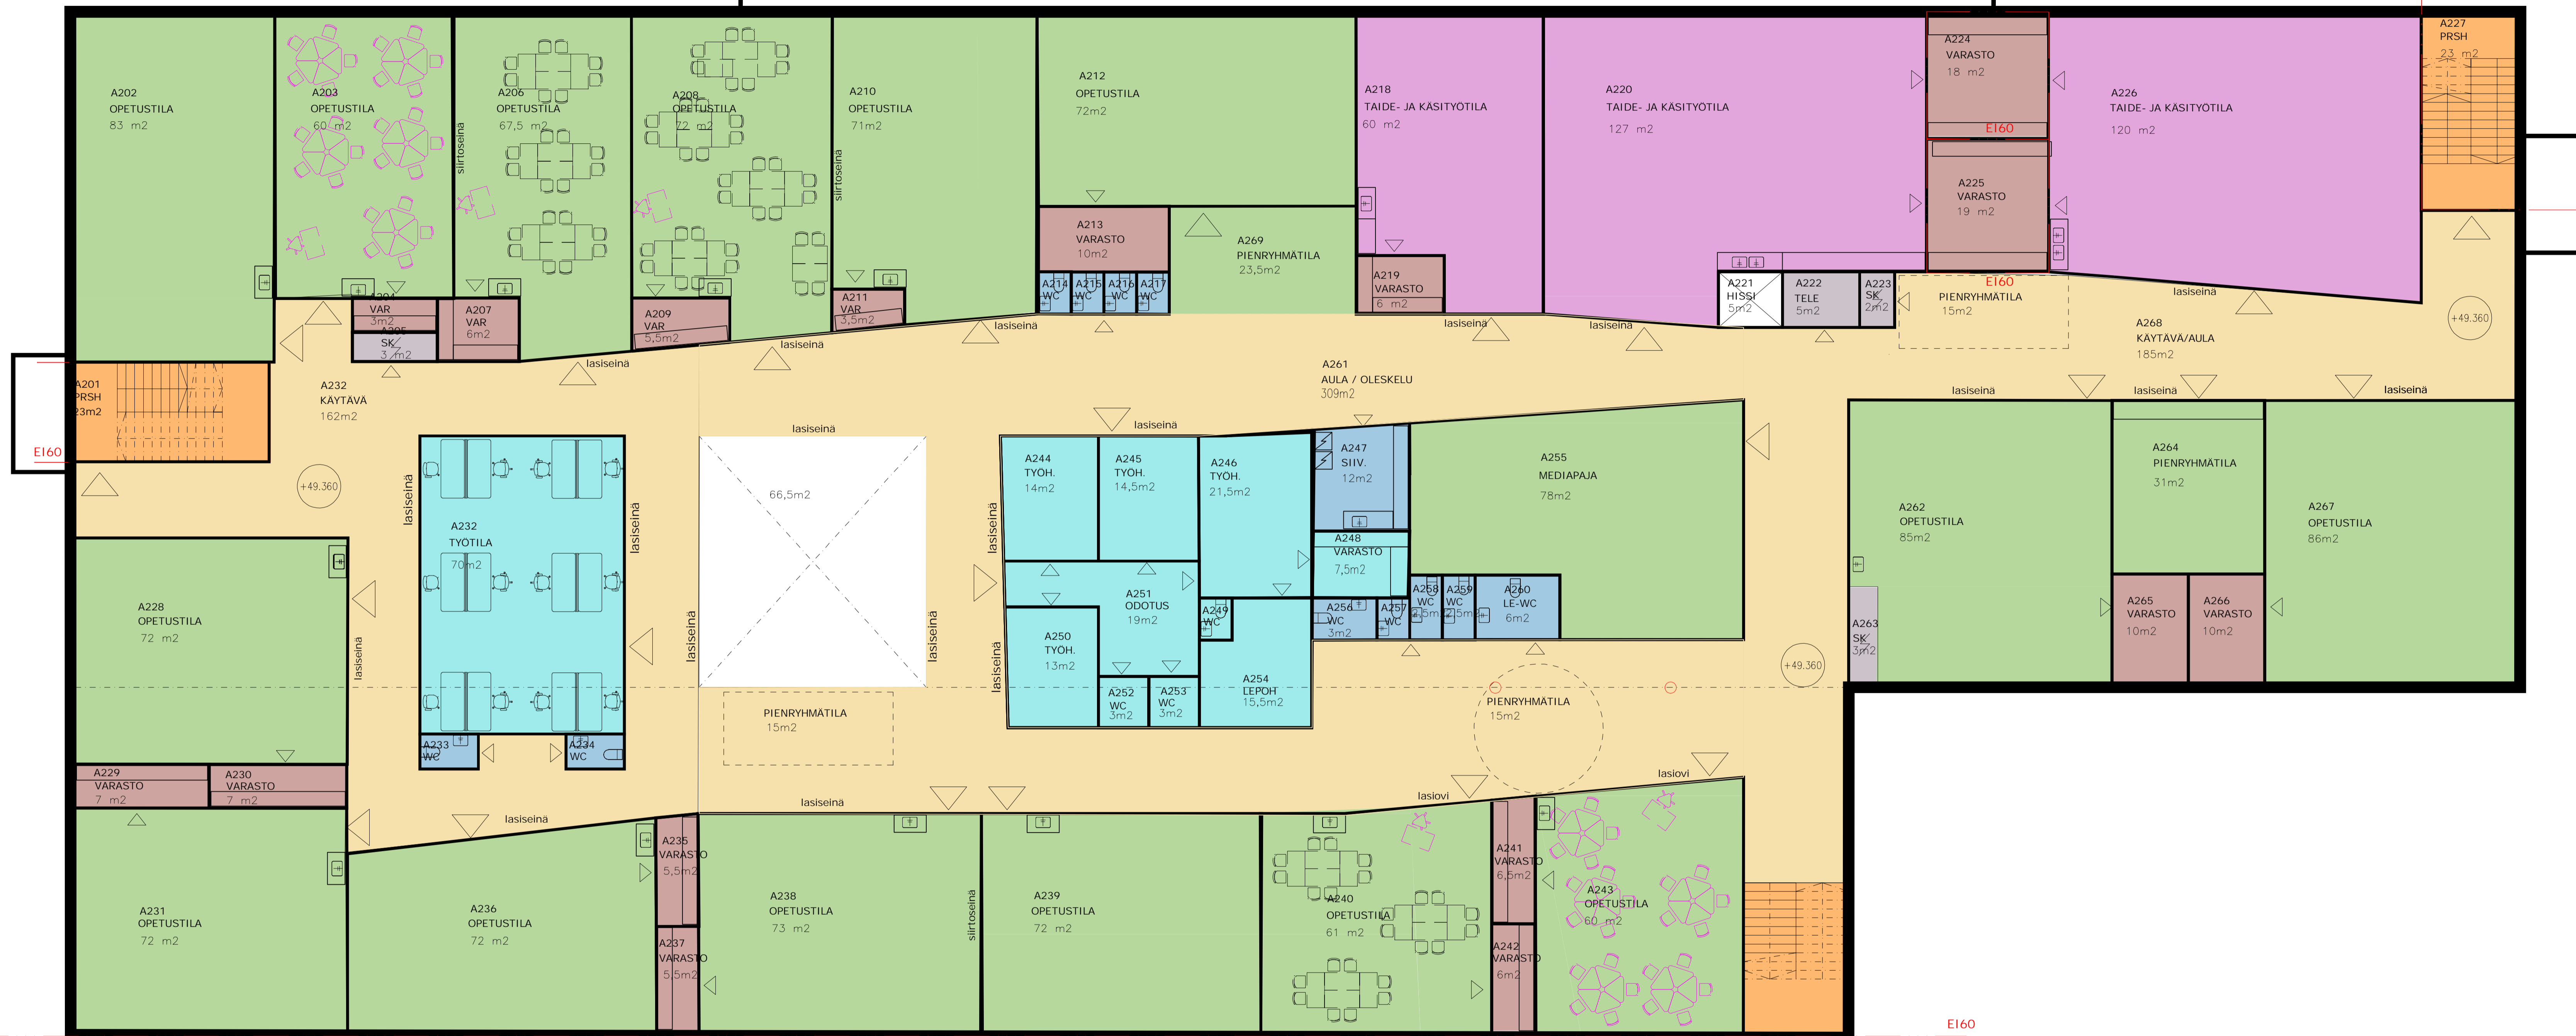 A202
OPETUSTILA
83 m2
A203
OPETUSTILA
60 m2
A206
OPETUSTILA
67,5 m2
siirtoseinä
A208
OPETUSTILA
72 m2
A210
OPETUSTILA
71m2
siirtoseinä
A212
OPETUSTILA
72m2
A218
TAIDE- JA KÄSITYÖTILA
60 m2
A220
TAIDE- JA KÄSITYÖTILA
127 m2
A224
VARASTO
18 m2
EI60
A225
VARASTO
19 m2
EI60
A226
TAIDE- JA KÄSITYÖTILA
120 m2
A227
PRSH
23 m2
A204
VAR
3m2
A205
SK
3 m2
A207
VAR
6m2
A209
VAR
5,5m2
A211
VAR
3,5m2
A213
VARASTO
10m2
A214
WC
A215
WC
A216
WC
A217
WC
A269
PIENRYHMÄTILA
23,5m2
A219
VARASTO
6 m2
A221
HISSI
5m2
A222
TELE
5m2
A223
SK
2m2
PIENRYHMÄTILA
15m2
lasiseinä
A268
KÄYTÄVÄ/AULA
185m2
+49.360
lasiseinä
lasiseinä
lasiseinä
lasiseinä
lasiseinä
A201
PRSH
23m2
EI60
A232
KÄYTÄVÄ
162m2
+49.360
A261
AULA / OLESKELU
309m2
lasiseinä
lasiseinä
lasiseinä
lasiseinä
lasiseinä
lasiseinä
lasiseinä
A232
TYÖTILA
70m2
lasiseinä
66,5m2
lasiseinä
lasiseinä
lasiseinä
lasiseinä
A244
TYÖH.
14m2
A245
TYÖH.
14,5m2
A246
TYÖH.
21,5m2
A247
SIIV.
12m2
A248
VARASTO
7,5m2
A255
MEDIAPAJA
78m2
A262
OPETUSTILA
85m2
A264
PIENRYHMÄTILA
31m2
A267
OPETUSTILA
86m2
A263
SK
3m2
A265
VARASTO
10m2
A266
VARASTO
10m2
A228
OPETUSTILA
72 m2
lasiseinä
A251
ODOTUS
19m2
A249
WC
A250
TYÖH.
13m2
A252
WC
3m2
A253
WC
3m2
A254
LEPOH
15,5m2
A256
WC
3m2
A257
WC
A258
WC
A259
WC
A260
LE-WC
6m2
+49.360
PIENRYHMÄTILA
15m2
PIENRYHMÄTILA
15m2
A233
WC
A234
WC
A229
VARASTO
7 m2
A230
VARASTO
7 m2
lasiseinä
lasiseinä
lasiovi
lasiovi
A231
OPETUSTILA
72 m2
A236
OPETUSTILA
72 m2
A235
VARASTO
5,5m2
A237
VARASTO
5,5m2
A238
OPETUSTILA
73 m2
siirtoseinä
A239
OPETUSTILA
72 m2
A240
OPETUSTILA
61 m2
A241
VARASTO
6,5m2
A242
VARASTO
6m2
A243
OPETUSTILA
60 m2
EI60